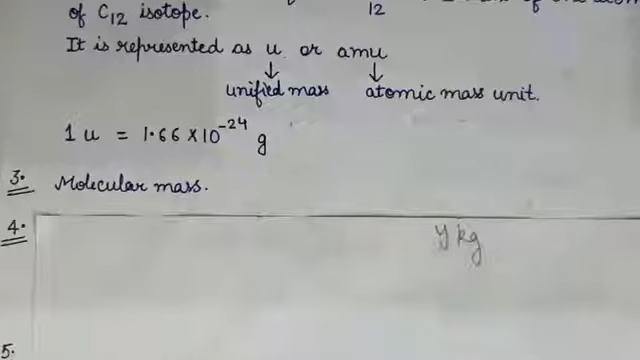 12
of C₁₂ isotope.
It is represented as u or amu
↓ ↓
unified mass atomic mass unit.
1 u = 1.66 × 10⁻²⁴ g
3. Molecular mass.
4.
y kg
5.